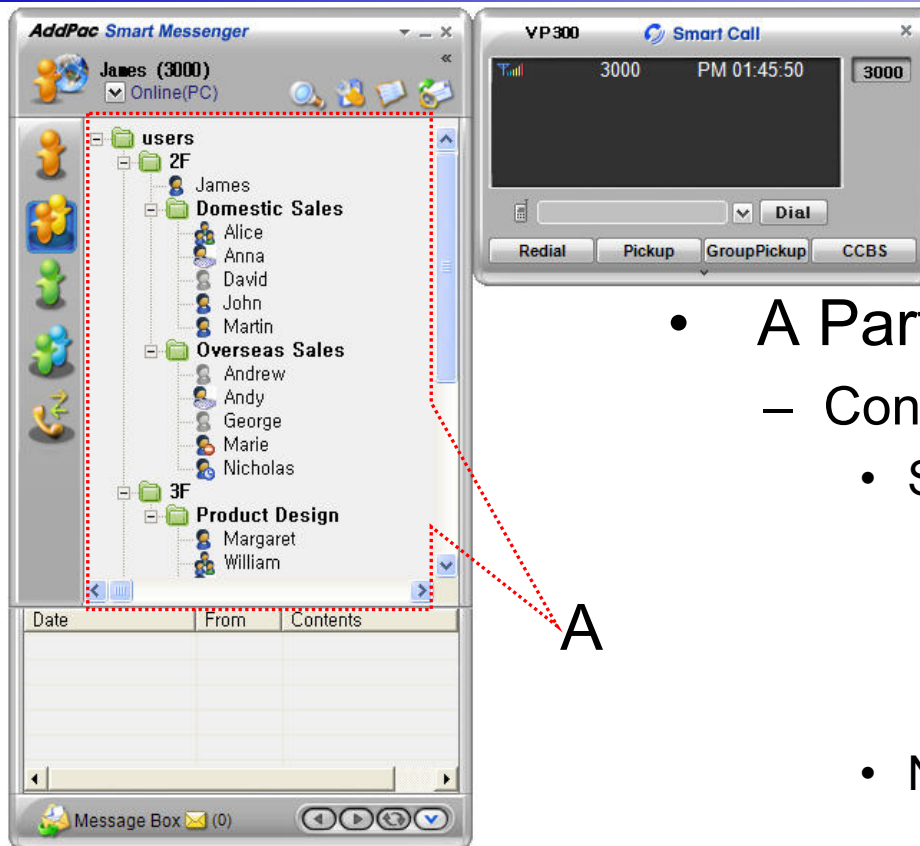 AddPac Smart Messenger
James (3000)
Online(PC)
users
2F
James
Domestic Sales
Alice
Anna
David
John
Martin
Overseas Sales
Andrew
Andy
George
Marie
Nicholas
3F
Product Design
Margaret
William
Date From Contents
Message Box (0)
VP300 Smart Call
3000 PM 01:45:50 3000
Dial
Redial Pickup GroupPickup CCBS
• A Par
– Con
• S
A
• N